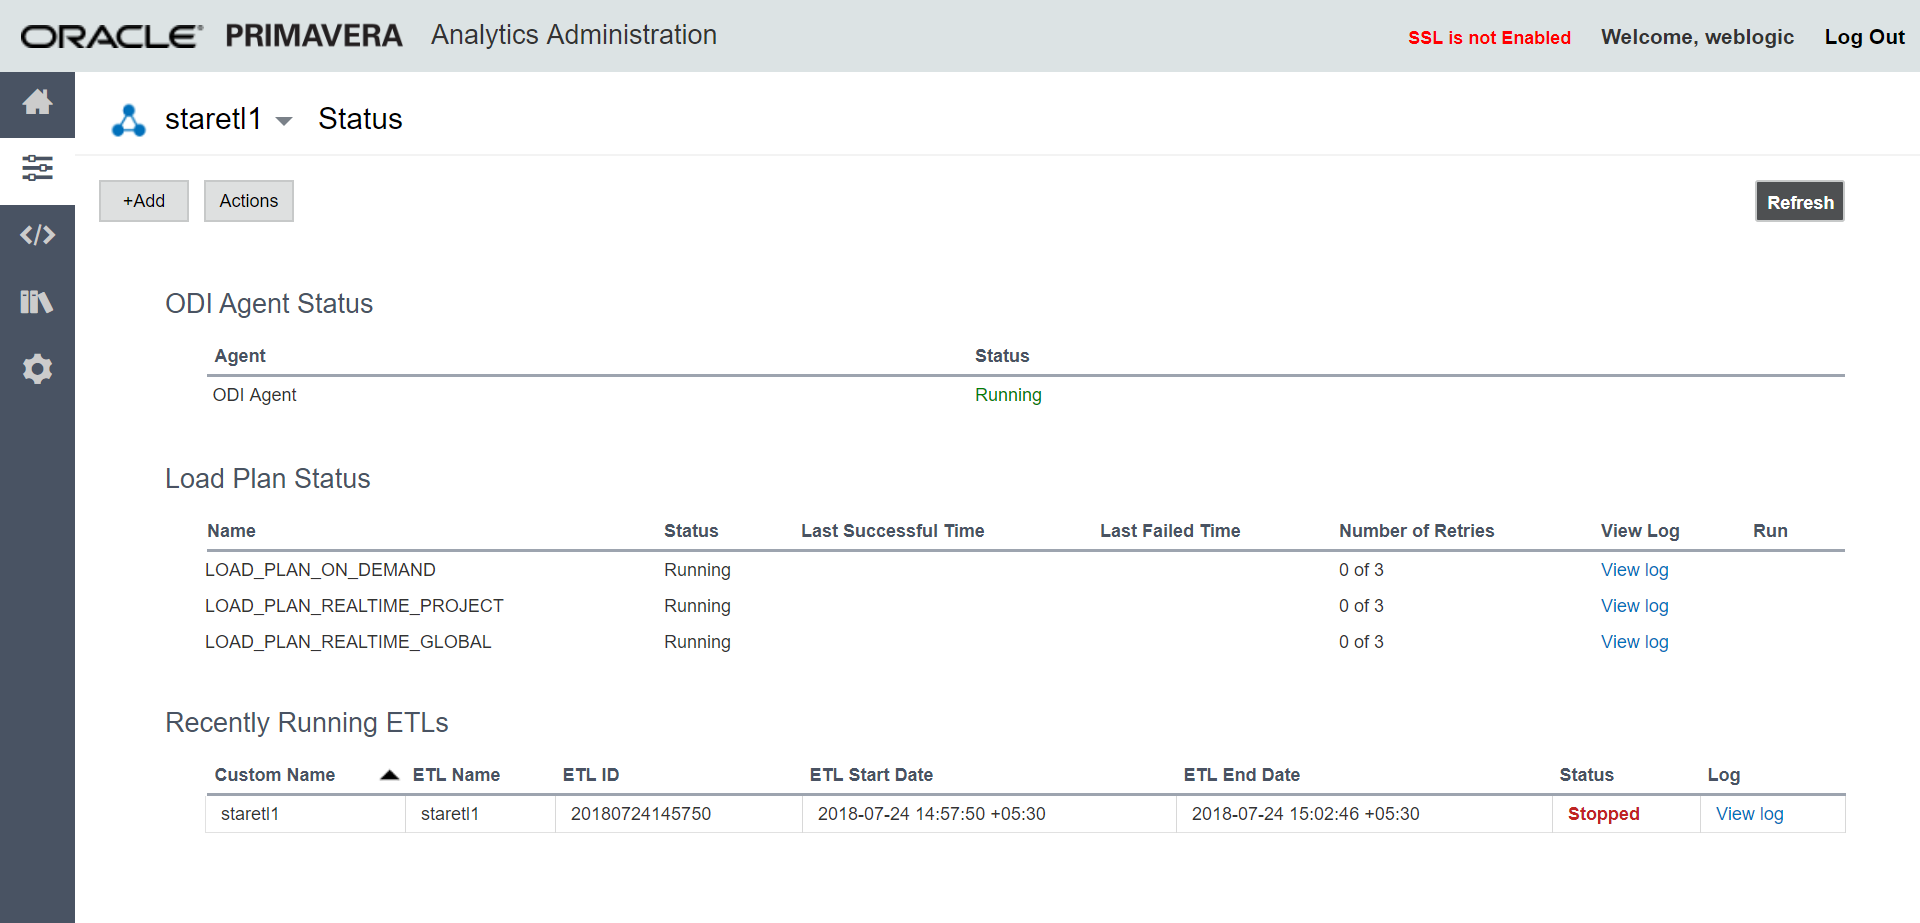 ORACLE® PRIMAVERA Analytics Administration SSL is not Enabled Welcome, weblogic Log Out
staretl1 Status
+Add Actions Refresh
ODI Agent Status
Agent Status
ODI Agent Running
Load Plan Status
Name Status Last Successful Time Last Failed Time Number of Retries View Log Run
LOAD_PLAN_ON_DEMAND Running 0 of 3 View log
LOAD_PLAN_REALTIME_PROJECT Running 0 of 3 View log
LOAD_PLAN_REALTIME_GLOBAL Running 0 of 3 View log
Recently Running ETLs
Custom Name ETL Name ETL ID ETL Start Date ETL End Date Status Log
staretl1 staretl1 20180724145750 2018-07-24 14:57:50 +05:30 2018-07-24 15:02:46 +05:30 Stopped View log